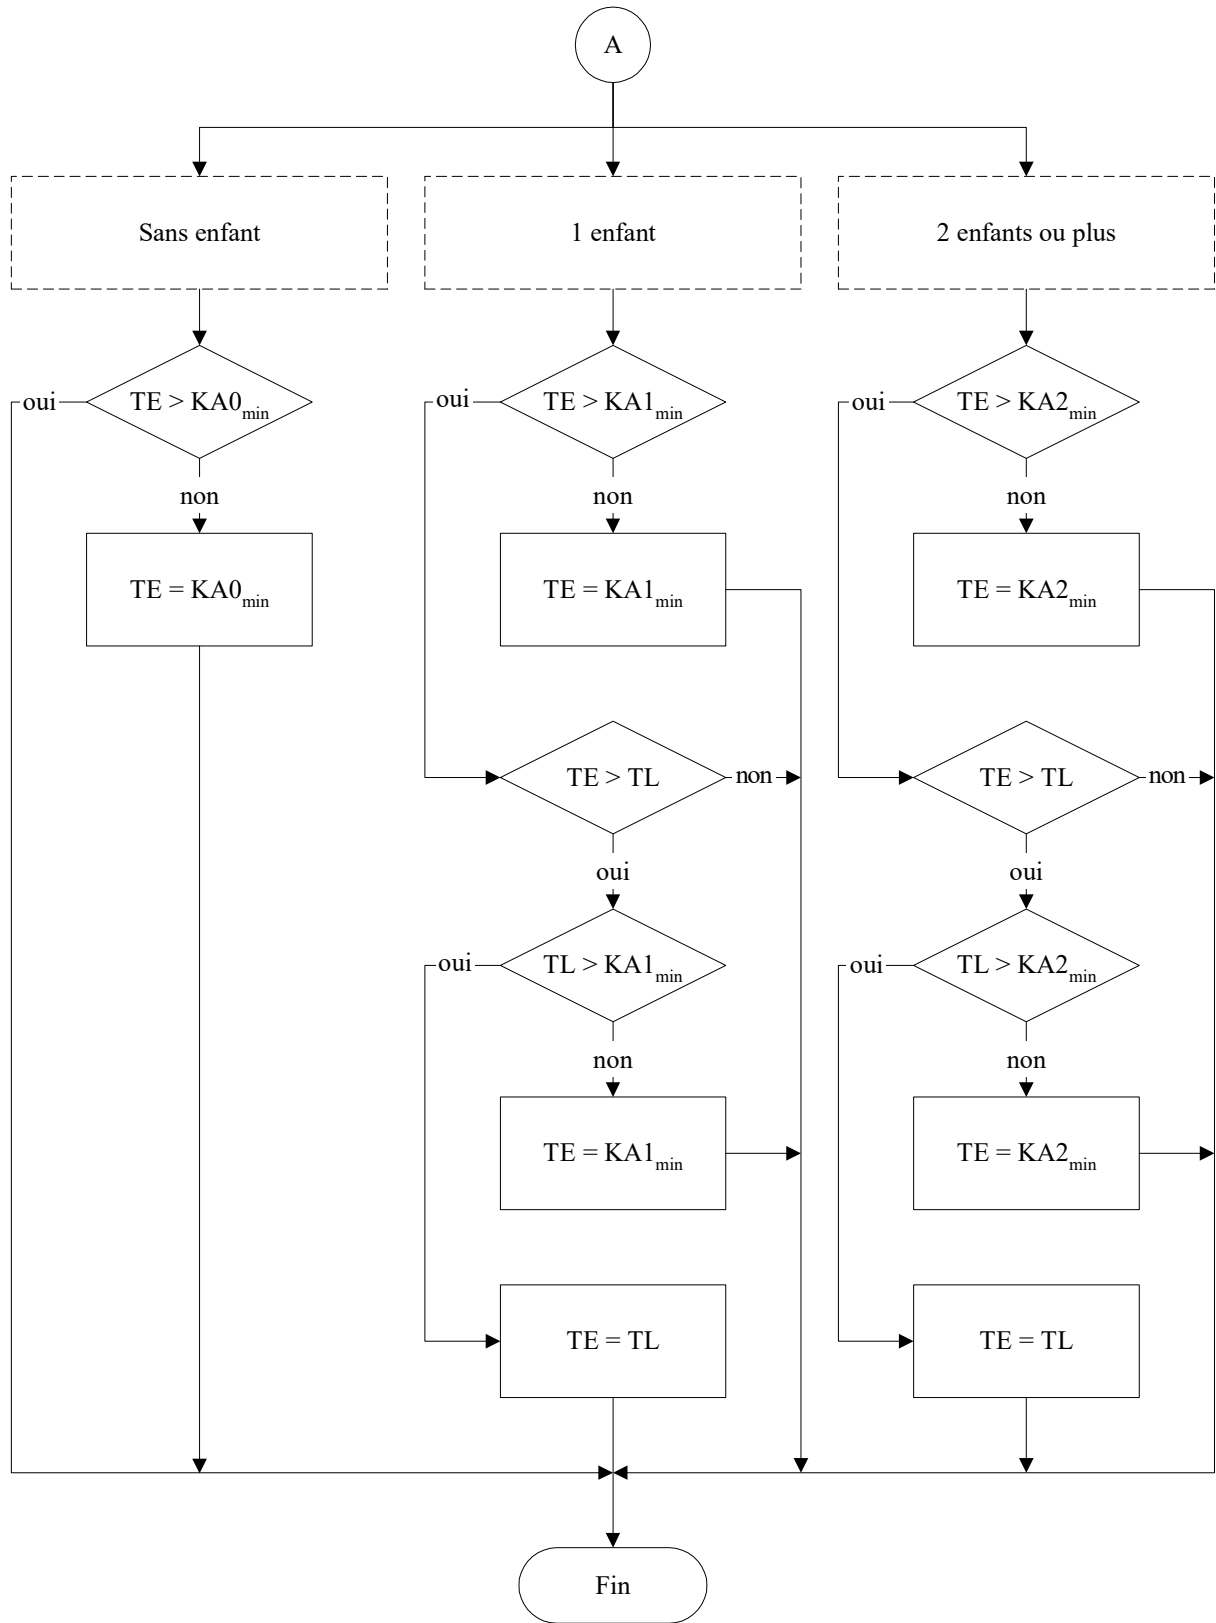 A
Sans enfant
1 enfant
2 enfants ou plus
oui
TE > KA0min
oui
TE > KA1min
oui
TE > KA2min
non
non
non
TE = KA0min
TE = KA1min
TE = KA2min
TE > TL
non
TE > TL
non
oui
oui
oui
TL > KA1min
oui
TL > KA2min
non
non
TE = KA1min
TE = KA2min
TE = TL
TE = TL
Fin